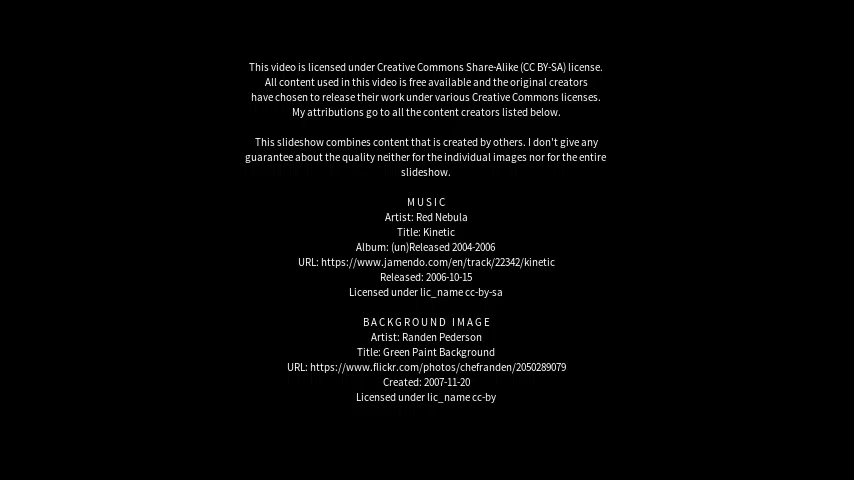 This video is licensed under Creative Commons Share-Alike (CC BY-SA) license.
All content used in this video is free available and the original creators
have chosen to release their work under various Creative Commons licenses.
My attributions go to all the content creators listed below.
This slideshow combines content that is created by others. I don't give any
guarantee about the quality neither for the individual images nor for the entire
slideshow.
MUSIC
Artist: Red Nebula
Title: Kinetic
Album: (un)Released 2004-2006
URL: https://www.jamendo.com/en/track/22342/kinetic
Released: 2006-10-15
Licensed under lic_name cc-by-sa
BACKGROUND IMAGE
Artist: Randen Pederson
Title: Green Paint Background
URL: https://www.flickr.com/photos/chefranden/2050289079
Created: 2007-11-20
Licensed under lic_name cc-by